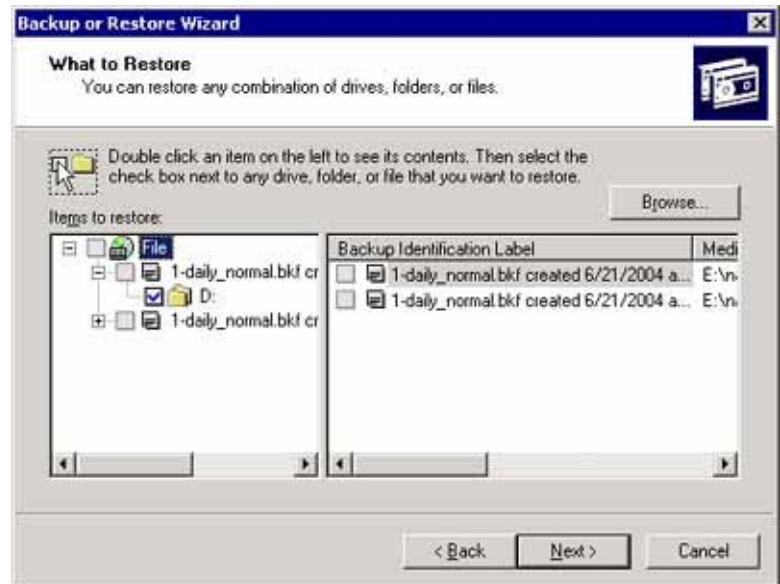 Backup or Restore Wizard
What to Restore
You can restore any combination of drives, folders, or files.
Double click an item on the left to see its contents. Then select the
check box next to any drive, folder, or file that you want to restore.
Browse...
Items to restore:
File
1-daily_normal.bkf cr
D:
1-daily_normal.bkf cr
Backup Identification Label Medi
1-daily_normal.bkf created 6/21/2004 a... E:\n
1-daily_normal.bkf created 6/21/2004 a... E:\n
< Back Next > Cancel